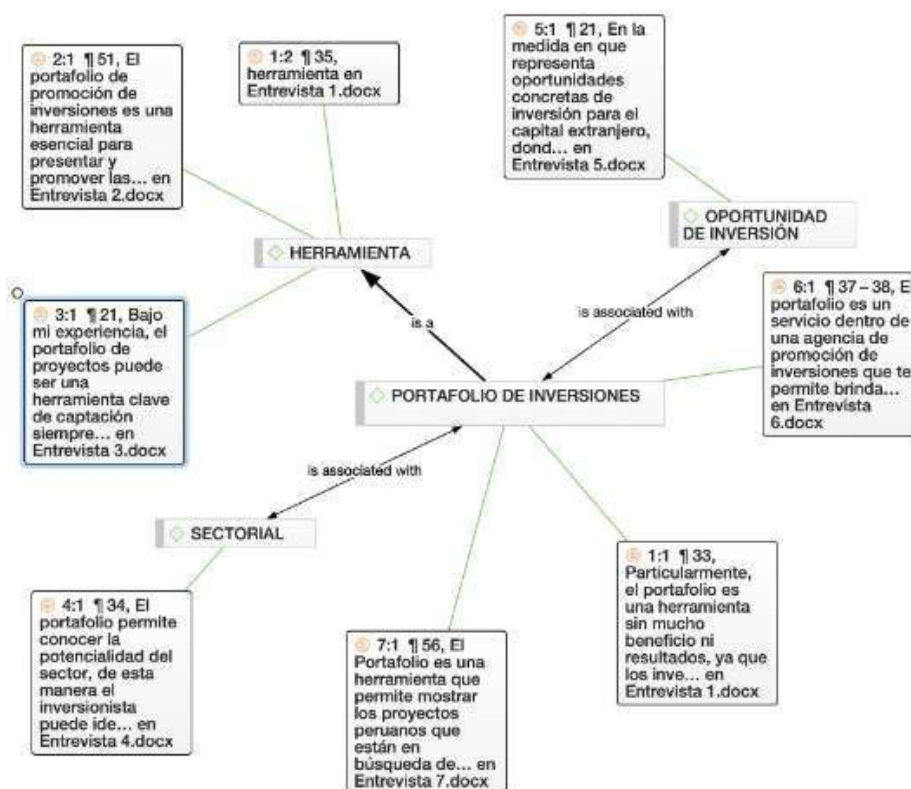 2:1 ¶ 51, El
portafolio de
promoción de
inversiones es una
herramienta
esencial para
presentar y
promover las... en
Entrevista 2.docx
1:2 ¶ 35,
herramienta en
Entrevista 1.docx
5:1 ¶ 21, En la
medida en que
representa
oportunidades
concretas de
inversión para el
capital extranjero,
dond... en
Entrevista 5.docx
HERRAMIENTA
OPORTUNIDAD
DE INVERSIÓN
3:1 ¶ 21, Bajo
mi experiencia, el
portafolio de
proyectos puede
ser una
herramienta clave
de captación
siempre... en
Entrevista 3.docx
is a
is associated with
6:1 ¶ 37 – 38, El
portafolio es un
servicio dentro de
una agencia de
promoción de
inversiones que te
permite brinda...
en Entrevista
6.docx
PORTAFOLIO DE INVERSIONES
is associated with
SECTORIAL
4:1 ¶ 34, El
portafolio permite
conocer la
potencialidad del
sector, de esta
manera el
inversionista
puede ide... en
Entrevista 4.docx
7:1 ¶ 56, El
Portafolio es una
herramienta que
permite mostrar
los proyectos
peruanos que
están en
búsqueda de... en
Entrevista 7.docx
1:1 ¶ 33,
Particularmente,
el portafolio es
una herramienta
sin mucho
beneficio ni
resultados, ya que
los inve... en
Entrevista 1.docx